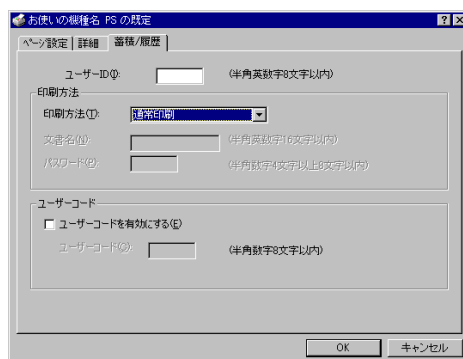 お使いの機種名 PS の既定
ページ設定 詳細 蓄積/履歴
ユーザーID(I): (半角英数字8文字以内)
印刷方法
印刷方法(T): 通常印刷
文書名(N): (半角英数字16文字以内)
パスワード(P): (半角数字4文字以上8文字以内)
ユーザーコード
ユーザーコードを有効にする(E)
ユーザーコード(C): (半角数字8文字以内)
OK キャンセル